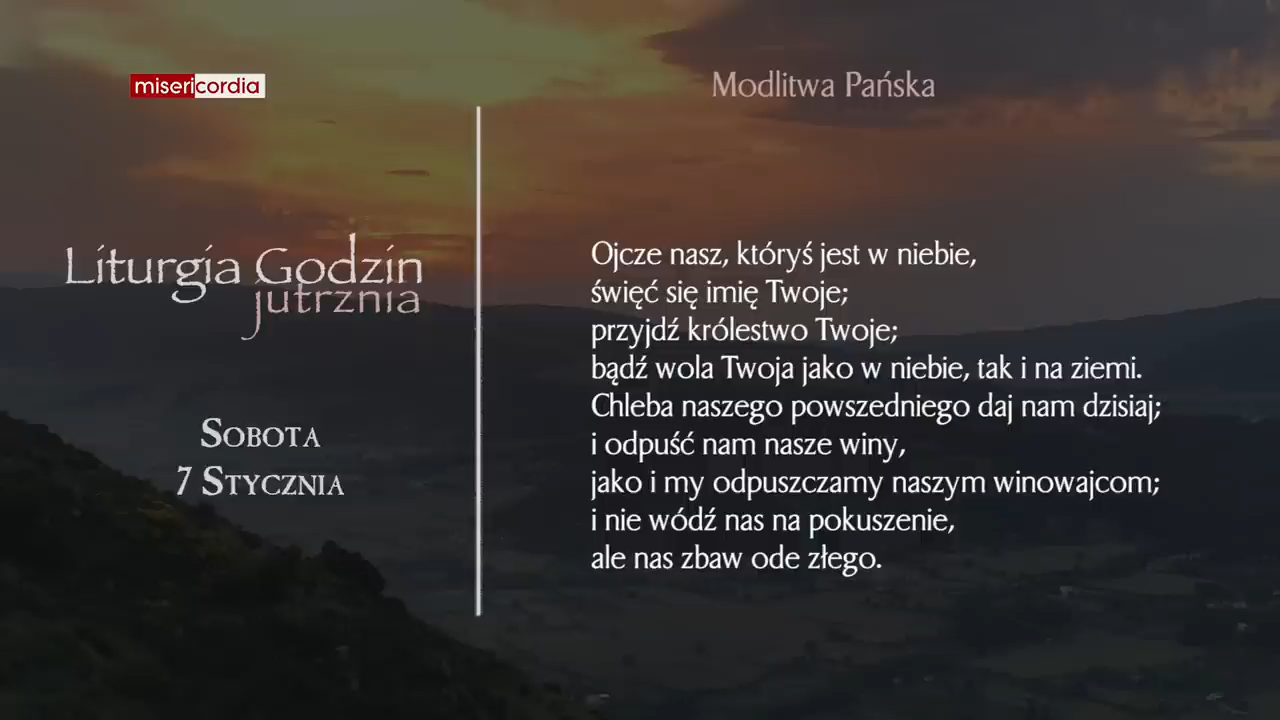 misericordia
Liturgia Godzin
jutrznia
Sobota
7 Stycznia
Modlitwa Pańska
Ojcze nasz, któryś jest w niebie,
święć się imię Twoje;
przyjdź królestwo Twoje;
bądź wola Twoja jako w niebie, tak i na ziemi.
Chleba naszego powszedniego daj nam dzisiaj;
i odpuść nam nasze winy,
jako i my odpuszczamy naszym winowajcom;
i nie wódź nas na pokuszenie,
ale nas zbaw ode złego.